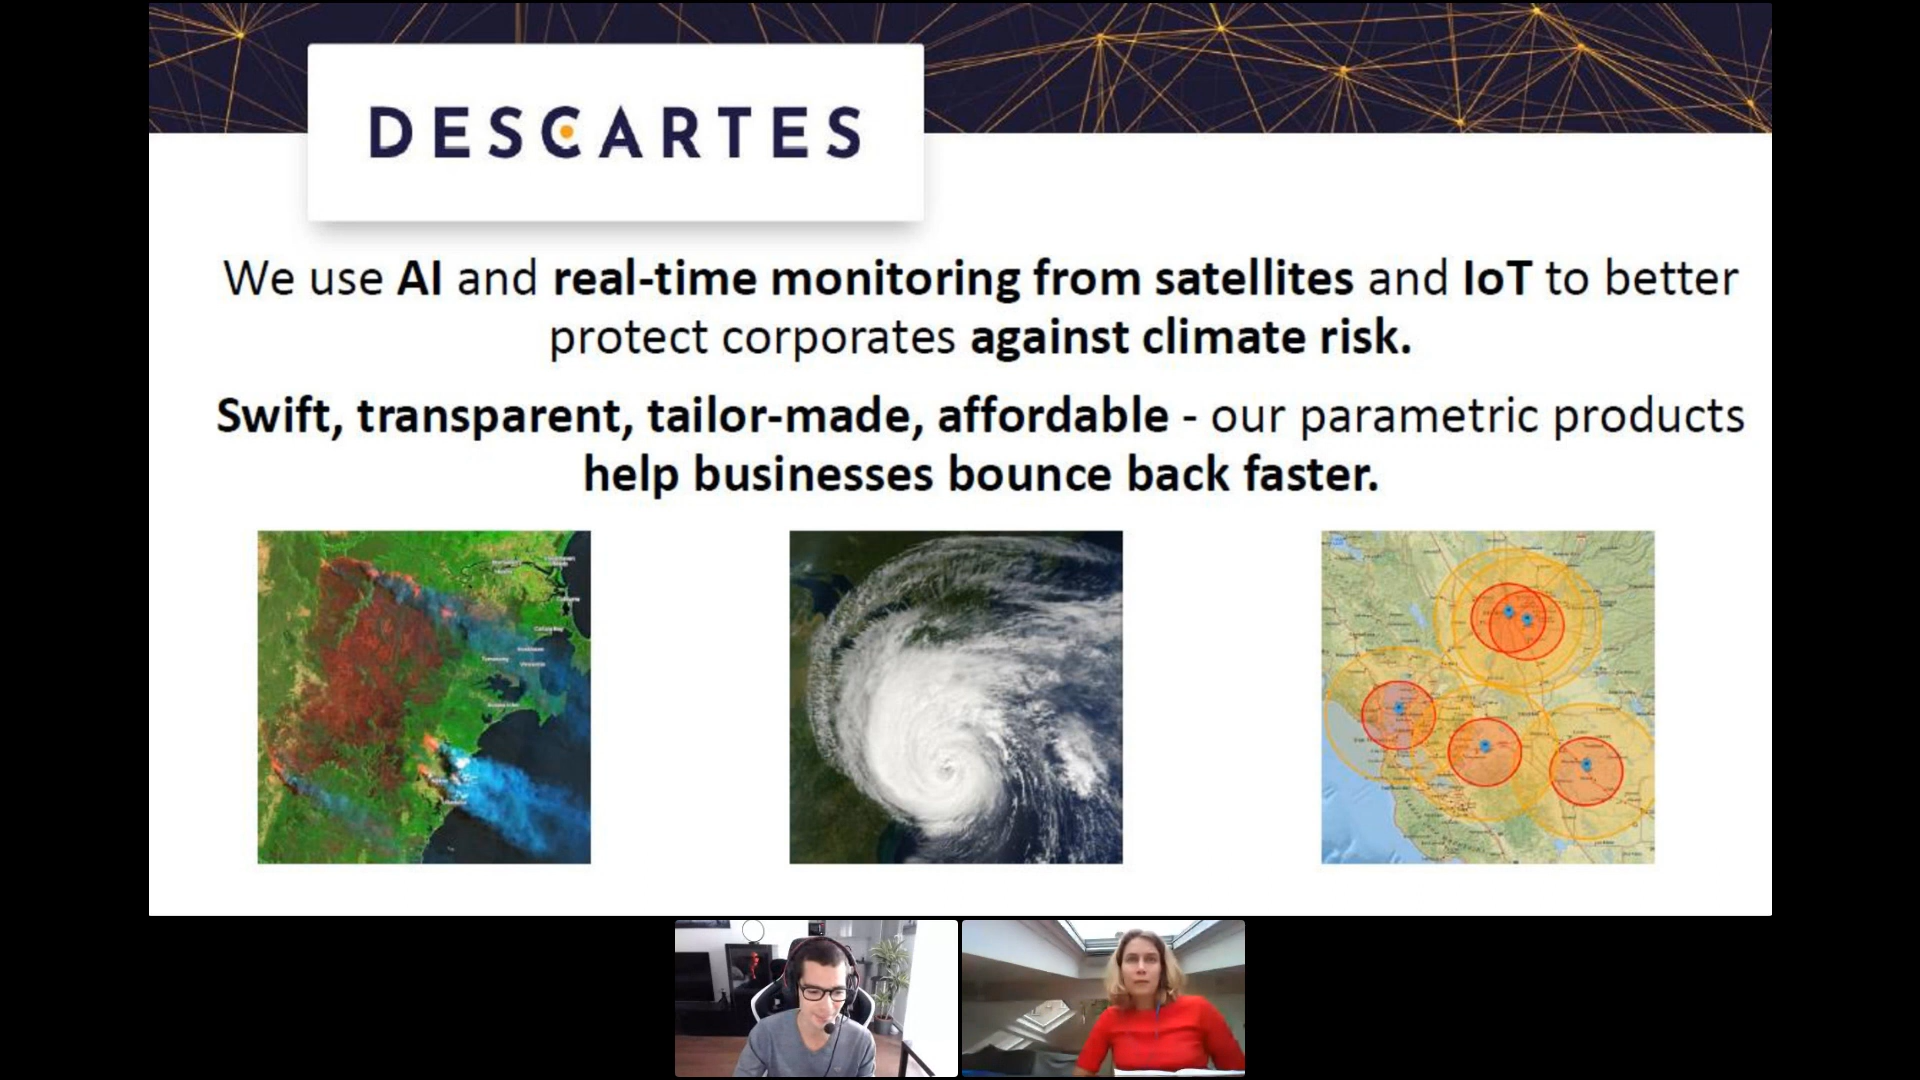 DESCARTES
We use AI and real-time monitoring from satellites and IoT to better
protect corporates against climate risk.
Swift, transparent, tailor-made, affordable - our parametric products
help businesses bounce back faster.